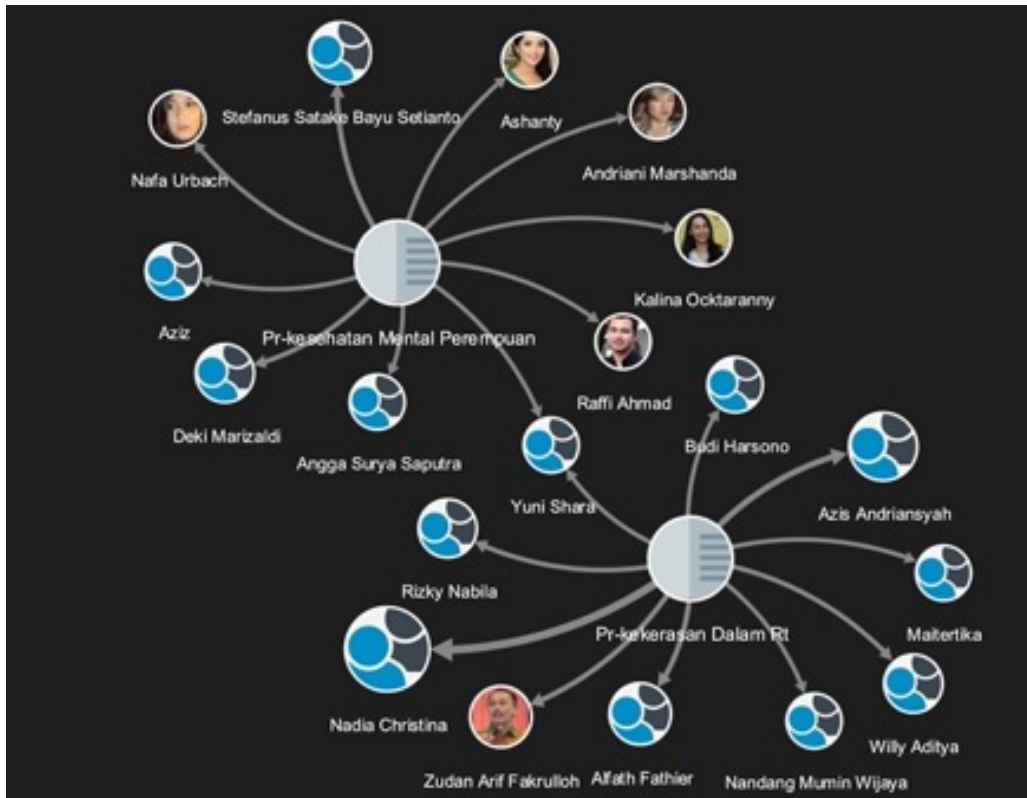 Stefanus Satake Bayu Setianto
Ashanty
Andriani Marshanda
Nafa Urbach
Kalina Ocktaranny
Aziz
Pr-kesehatan Mental Perempuan
Raffi Ahmad
Deki Marizaldi
Budi Harsono
Angga Surya Saputra
Yuni Shara
Azis Andriansyah
Rizky Nabila
Pr-kekerasan Dalam Rt
Maitertika
Nadia Christina
Willy Aditya
Zudan Arif Fakrulloh
Alfath Fathier
Nandang Mumin Wijaya